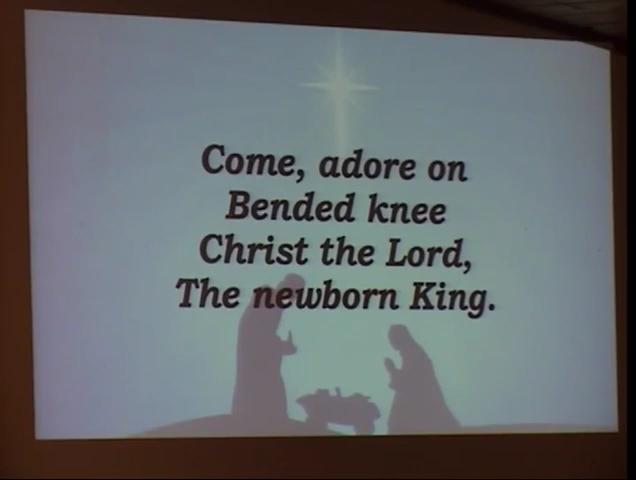 Come, adore on
Bended knee
Christ the Lord,
The newborn King.